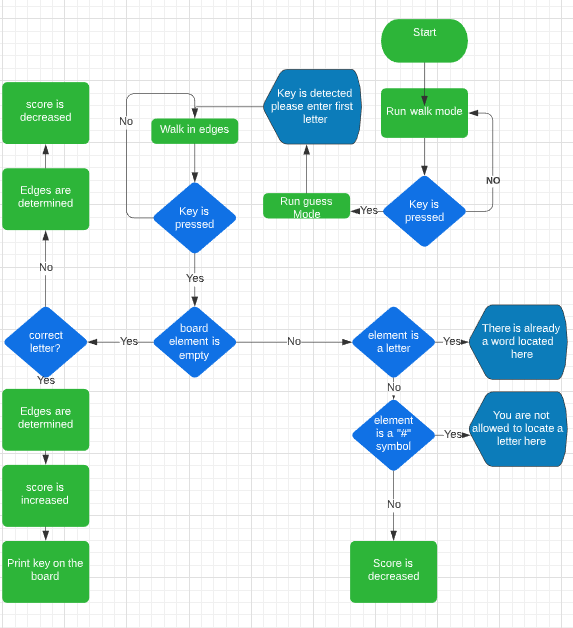 Start
Run walk mode
NO
Key is
pressed
Yes
Run guess
Mode
Key is detected
please enter first
letter
Walk in edges
No
Key is
pressed
Yes
board
element is
empty
Yes
No
correct
letter?
No
Edges are
determined
score is
decreased
Yes
Edges are
determined
score is
increased
Print key on the
board
element is
a letter
Yes
There is already
a word located
here
No
element
is a "#"
symbol
Yes
You are not
allowed to locate a
letter here
No
Score is
decreased